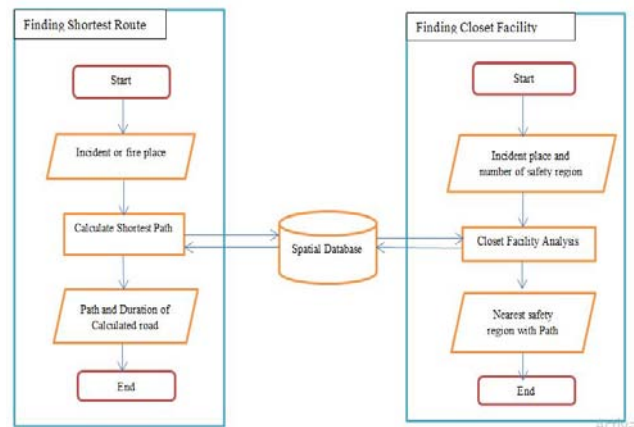 Finding Shortest Route
Start
Incident or fire place
Calculate Shortest Path
Path and Duration of
Calculated road
End
Spatial Database
Finding Closet Facility
Start
Incident place and
number of safety region
Closet Facility Analysis
Nearest safety
region with Path
End